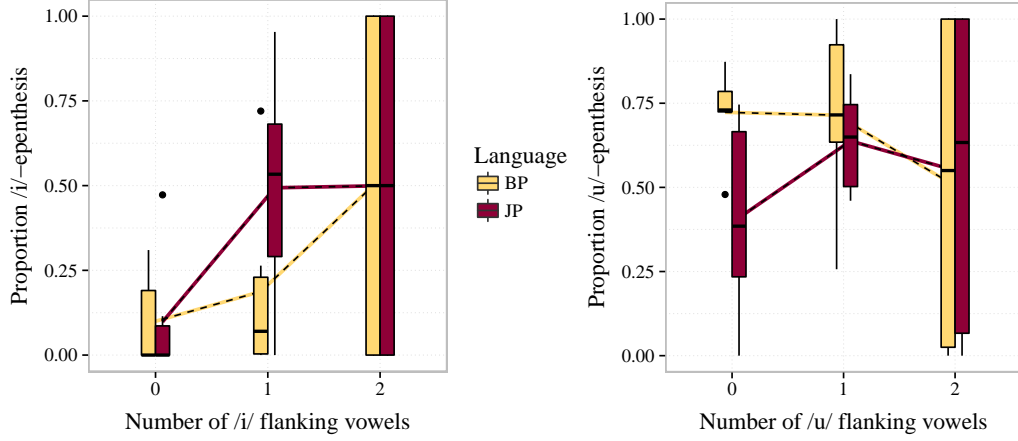 1.00
0.75
0.50
0.25
0.00
Proportion /i/−epenthesis
0 1 2
Number of /i/ flanking vowels
Language
BP
JP
1.00
0.75
0.50
0.25
0.00
Proportion /u/−epenthesis
0 1 2
Number of /u/ flanking vowels